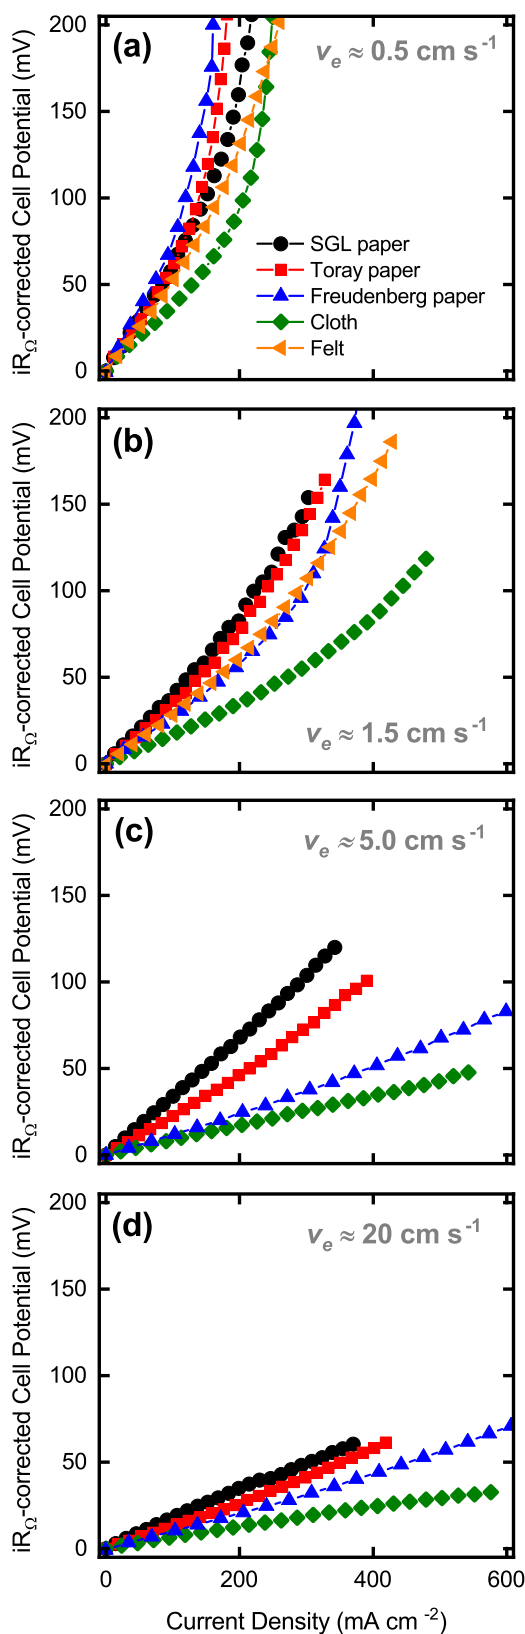 (a)
v_e ≈ 0.5 cm s⁻¹
iR_Ω-corrected Cell Potential (mV)
200
150
100
50
0
SGL paper
Toray paper
Freudenberg paper
Cloth
Felt
(b)
iR_Ω-corrected Cell Potential (mV)
200
150
100
50
0
v_e ≈ 1.5 cm s⁻¹
(c)
v_e ≈ 5.0 cm s⁻¹
iR_Ω-corrected Cell Potential (mV)
200
150
100
50
0
(d)
v_e ≈ 20 cm s⁻¹
iR_Ω-corrected Cell Potential (mV)
200
150
100
50
0
0 200 400 600
Current Density (mA cm ⁻²)